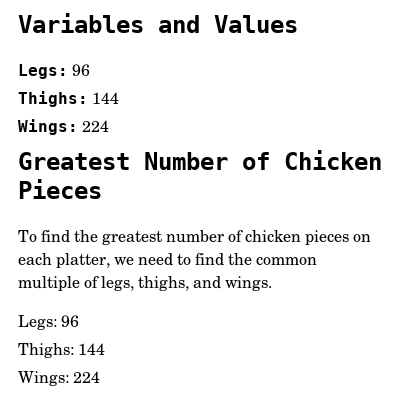 Variables and Values
Legs: 96
Thighs: 144
Wings: 224
Greatest Number of Chicken
Pieces
To find the greatest number of chicken pieces on
each platter, we need to find the common
multiple of legs, thighs, and wings.
Legs: 96
Thighs: 144
Wings: 224